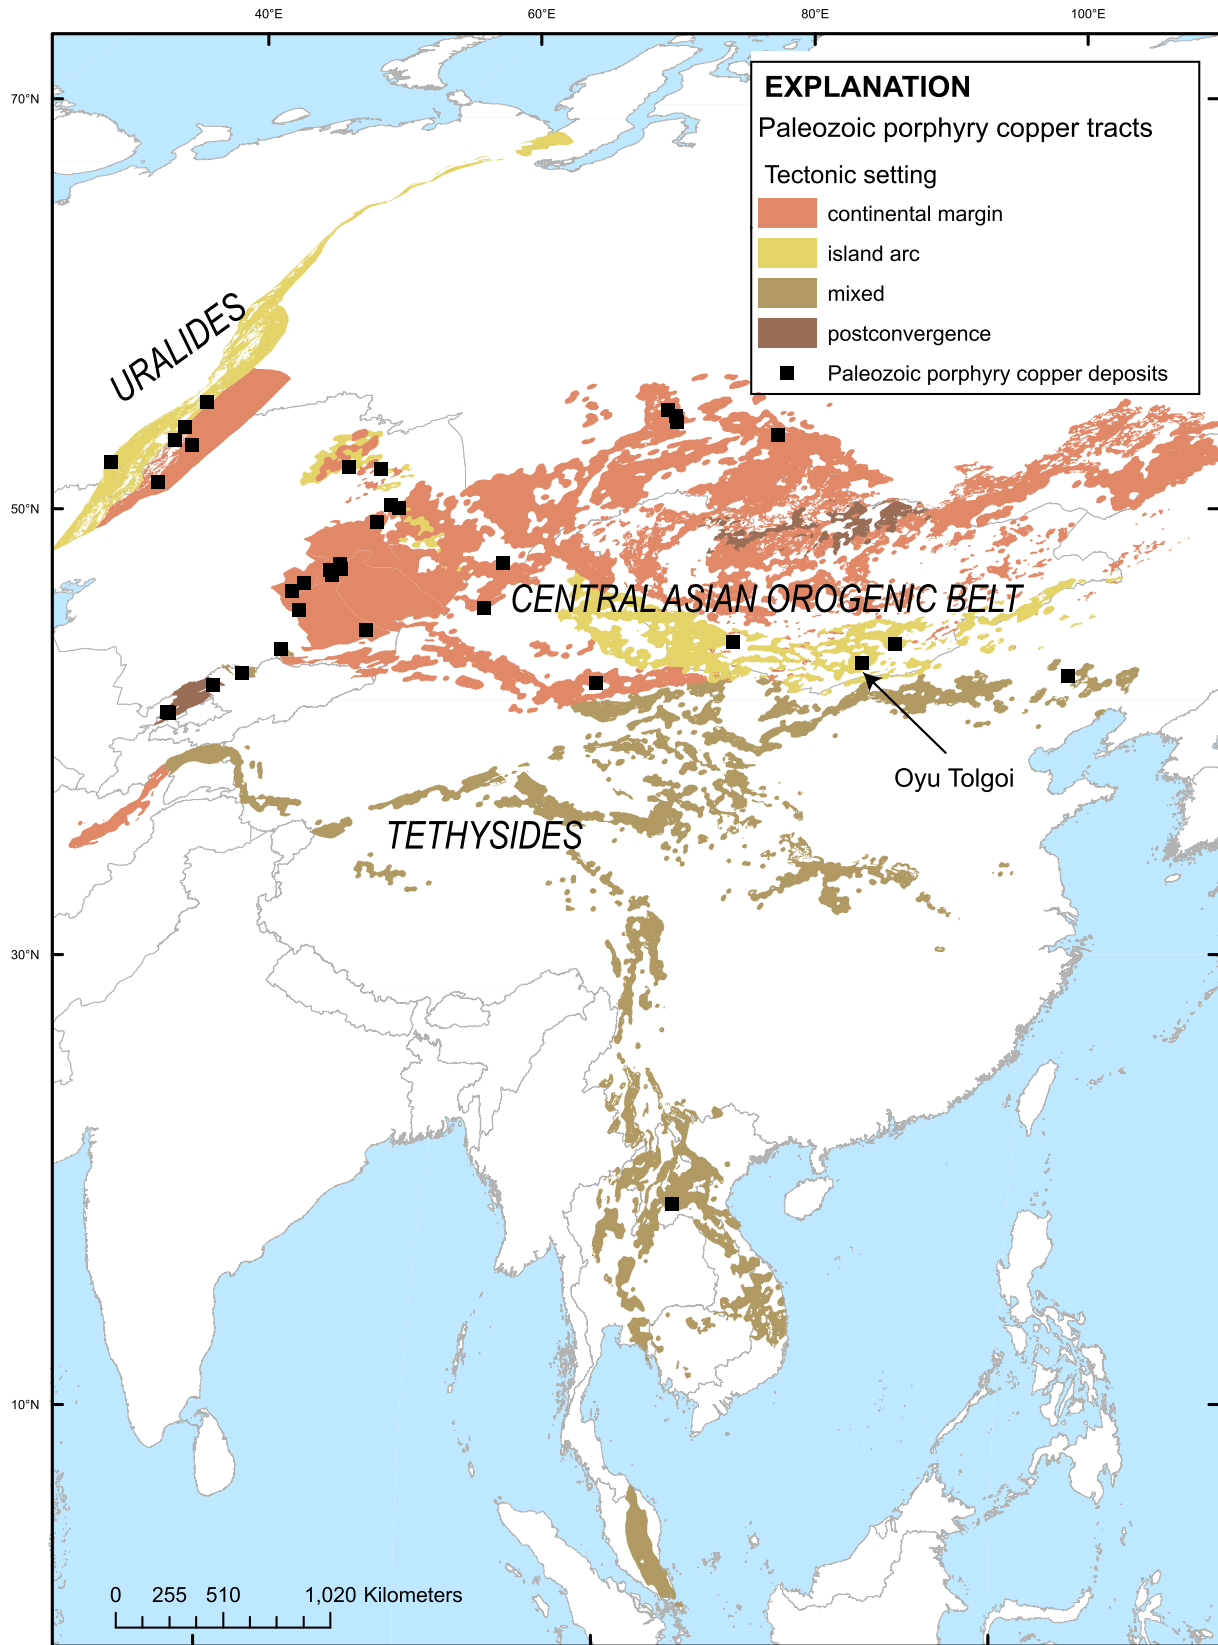 40°E 60°E 80°E 100°E
70°N
EXPLANATION
Paleozoic porphyry copper tracts
Tectonic setting
continental margin
island arc
mixed
postconvergence
Paleozoic porphyry copper deposits
URALIDES
50°N
CENTRAL ASIAN OROGENIC BELT
Oyu Tolgoi
TETHYSIDES
30°N
10°N
0 255 510 1,020 Kilometers